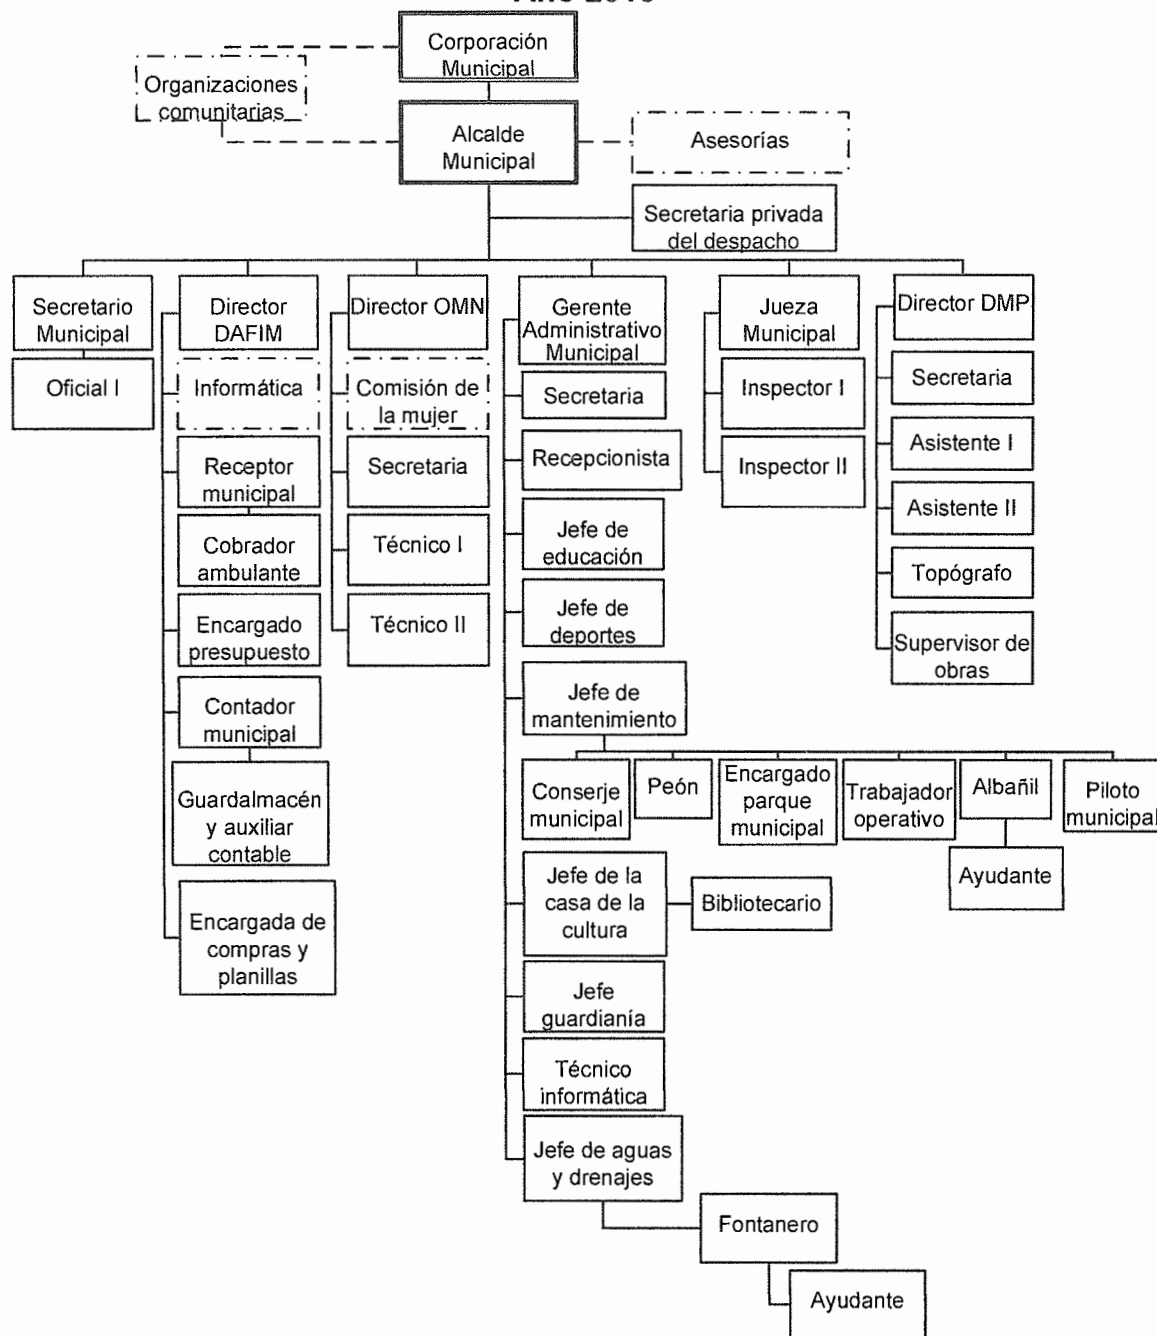 Corporación
Municipal
Organizaciones
comunitarias
Alcalde
Municipal
Asesorías
Secretaria privada
del despacho
Secretario
Municipal
Oficial I
Director
DAFIM
Informática
Receptor
municipal
Cobrador
ambulante
Encargado
presupuesto
Contador
municipal
Guardalmacén
y auxiliar
contable
Encargada de
compras y
planillas
Director OMN
Comisión de
la mujer
Secretaria
Técnico I
Técnico II
Gerente
Administrativo
Municipal
Secretaria
Recepcionista
Jefe de
educación
Jefe de
deportes
Jefe de
mantenimiento
Conserje
municipal
Peón
Encargado
parque
municipal
Trabajador
operativo
Albañil
Ayudante
Piloto
municipal
Jefe de la
casa de la
cultura
Bibliotecario
Jefe
guardianía
Técnico
informática
Jefe de aguas
y drenajes
Fontanero
Ayudante
Jueza
Municipal
Inspector I
Inspector II
Director DMP
Secretaria
Asistente I
Asistente II
Topógrafo
Supervisor de
obras